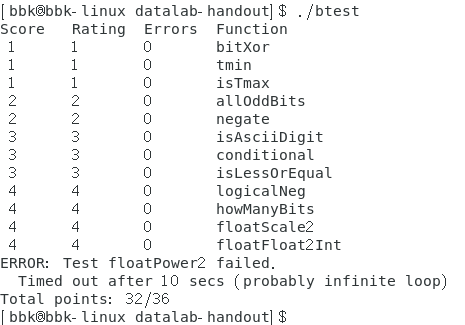 [bbk@bbk-linux datalab-handout]$ ./btest
Score Rating Errors Function
1 1 0 bitXor
1 1 0 tmin
1 1 0 isTmax
2 2 0 allOddBits
2 2 0 negate
3 3 0 isAsciiDigit
3 3 0 conditional
3 3 0 isLessOrEqual
4 4 0 logicalNeg
4 4 0 howManyBits
4 4 0 floatScale2
4 4 0 floatFloat2Int
ERROR: Test floatPower2 failed.
Timed out after 10 secs (probably infinite loop)
Total points: 32/36
[bbk@bbk-linux datalab-handout]$